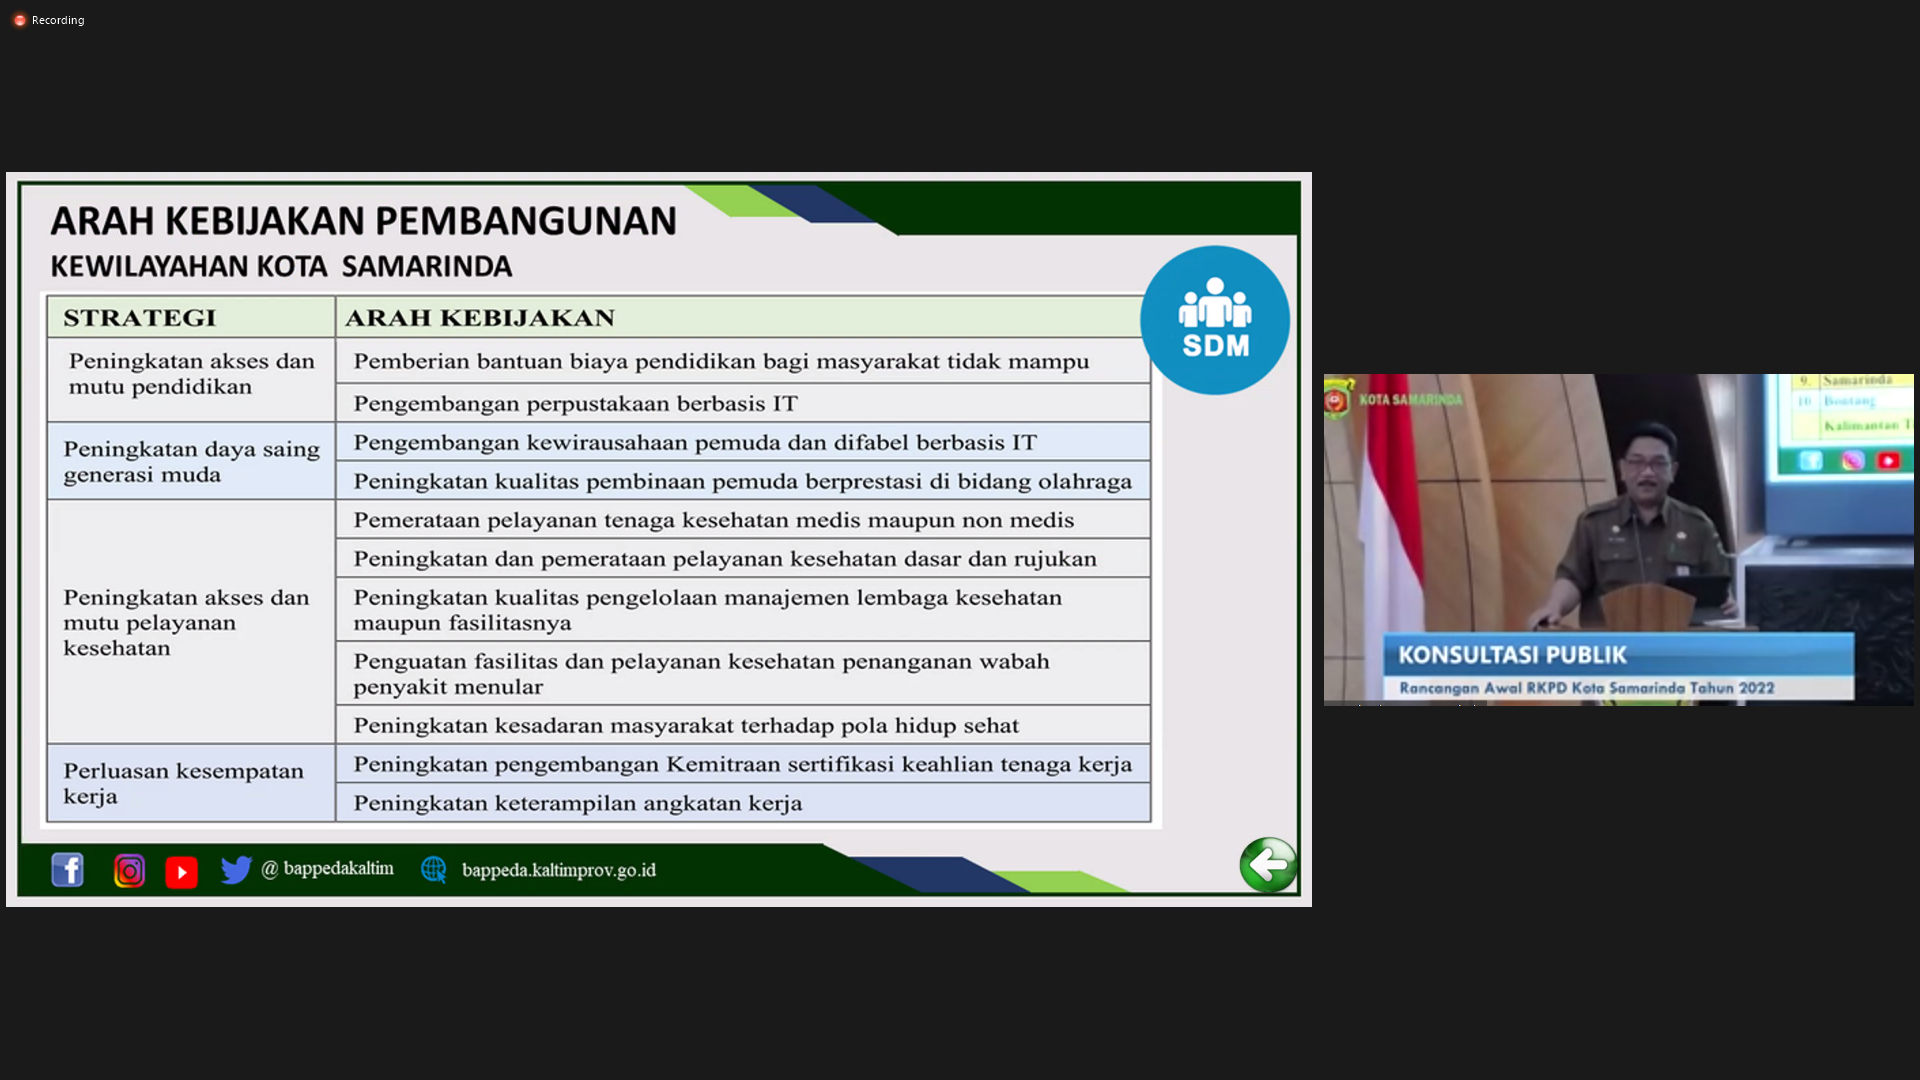 Recording
ARAH KEBIJAKAN PEMBANGUNAN
KEWILAYAHAN KOTA SAMARINDA
SDM
STRATEGI
ARAH KEBIJAKAN
Peningkatan akses dan
mutu pendidikan
Pemberian bantuan biaya pendidikan bagi masyarakat tidak mampu
Pengembangan perpustakaan berbasis IT
Peningkatan daya saing
generasi muda
Pengembangan kewirausahaan pemuda dan difabel berbasis IT
Peningkatan kualitas pembinaan pemuda berprestasi di bidang olahraga
Peningkatan akses dan
mutu pelayanan
kesehatan
Pemerataan pelayanan tenaga kesehatan medis maupun non medis
Peningkatan dan pemerataan pelayanan kesehatan dasar dan rujukan
Peningkatan kualitas pengelolaan manajemen lembaga kesehatan
maupun fasilitasnya
Penguatan fasilitas dan pelayanan kesehatan penanganan wabah
penyakit menular
Peningkatan kesadaran masyarakat terhadap pola hidup sehat
Perluasan kesempatan
kerja
Peningkatan pengembangan Kemitraan sertifikasi keahlian tenaga kerja
Peningkatan keterampilan angkatan kerja
@ bappedakaltim
bappeda.kaltimprov.go.id
KOTA SAMARINDA
9. Samarinda
10. Bontang
Kalimantan
KONSULTASI PUBLIK
Rancangan Awal RKPD Kota Samarinda Tahun 2022